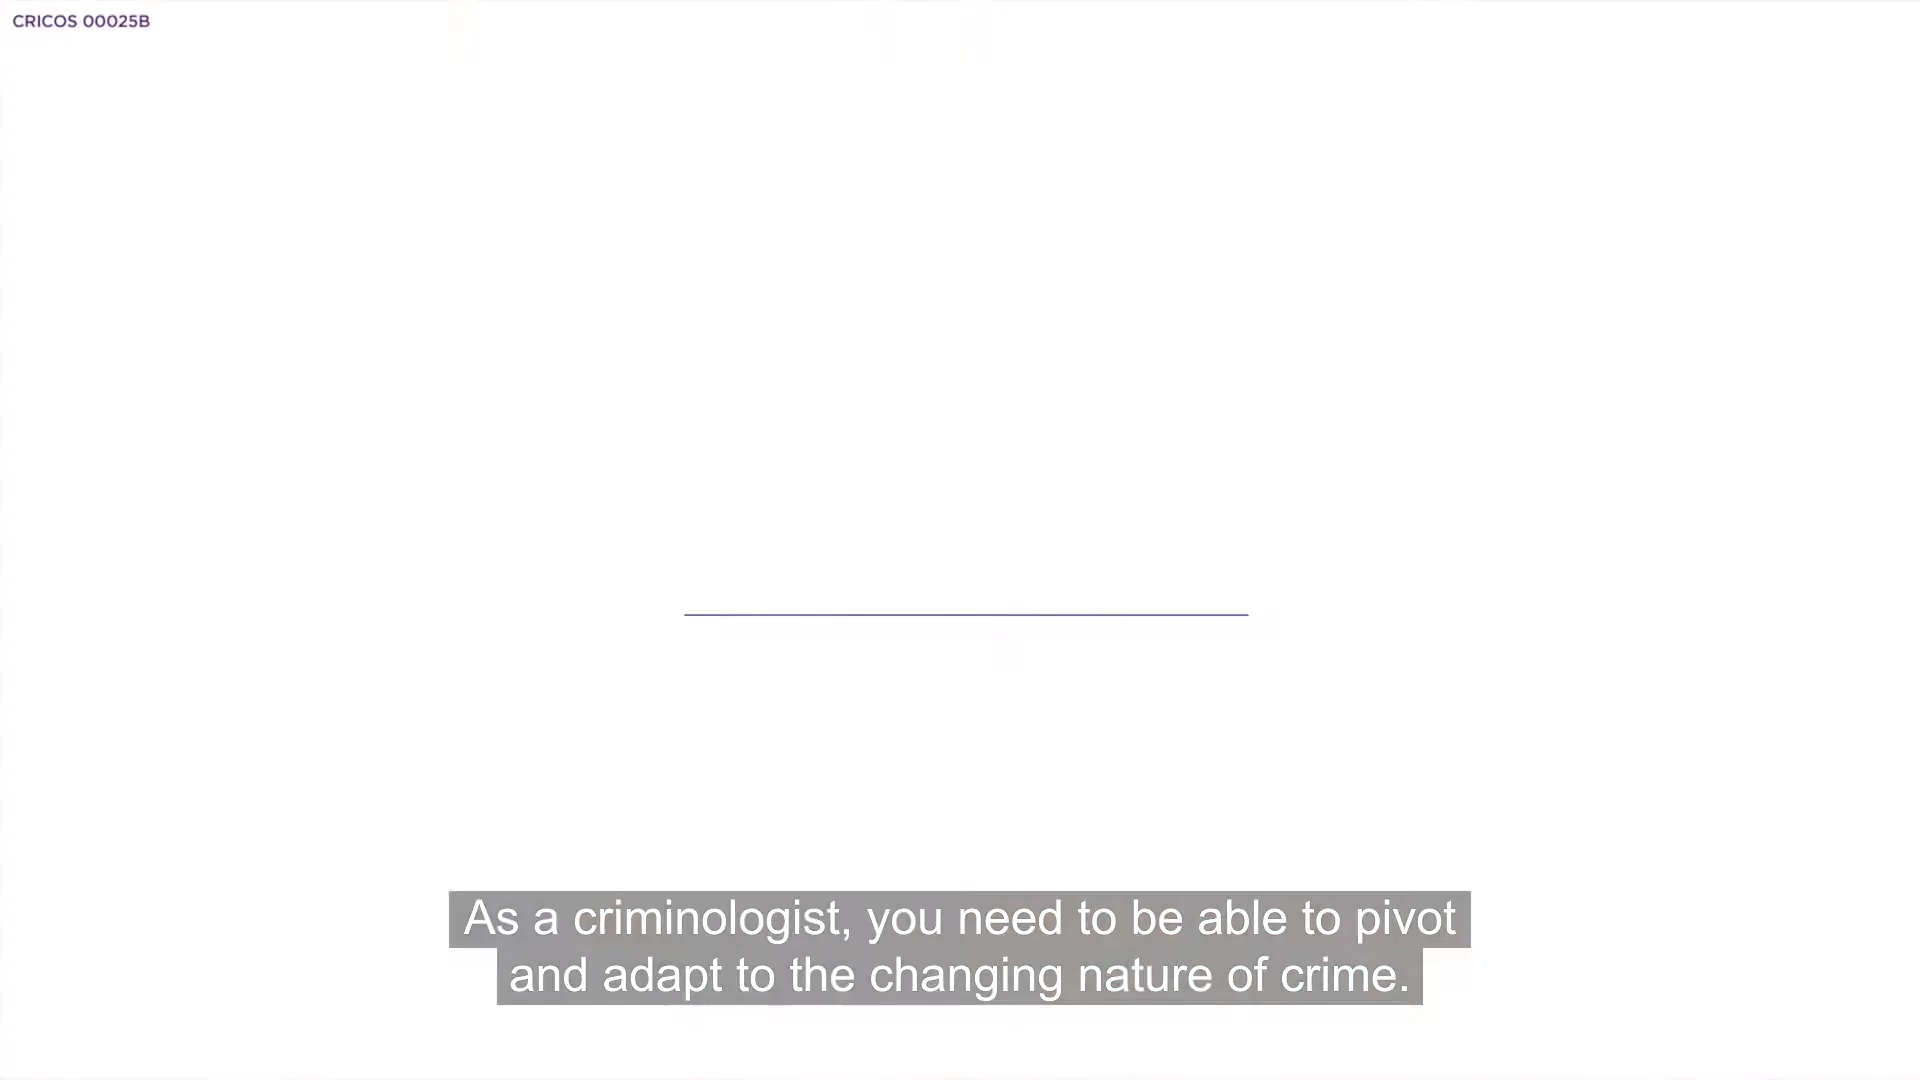 CRICOS 00025B
As a criminologist, you need to be able to pivot
and adapt to the changing nature of crime.